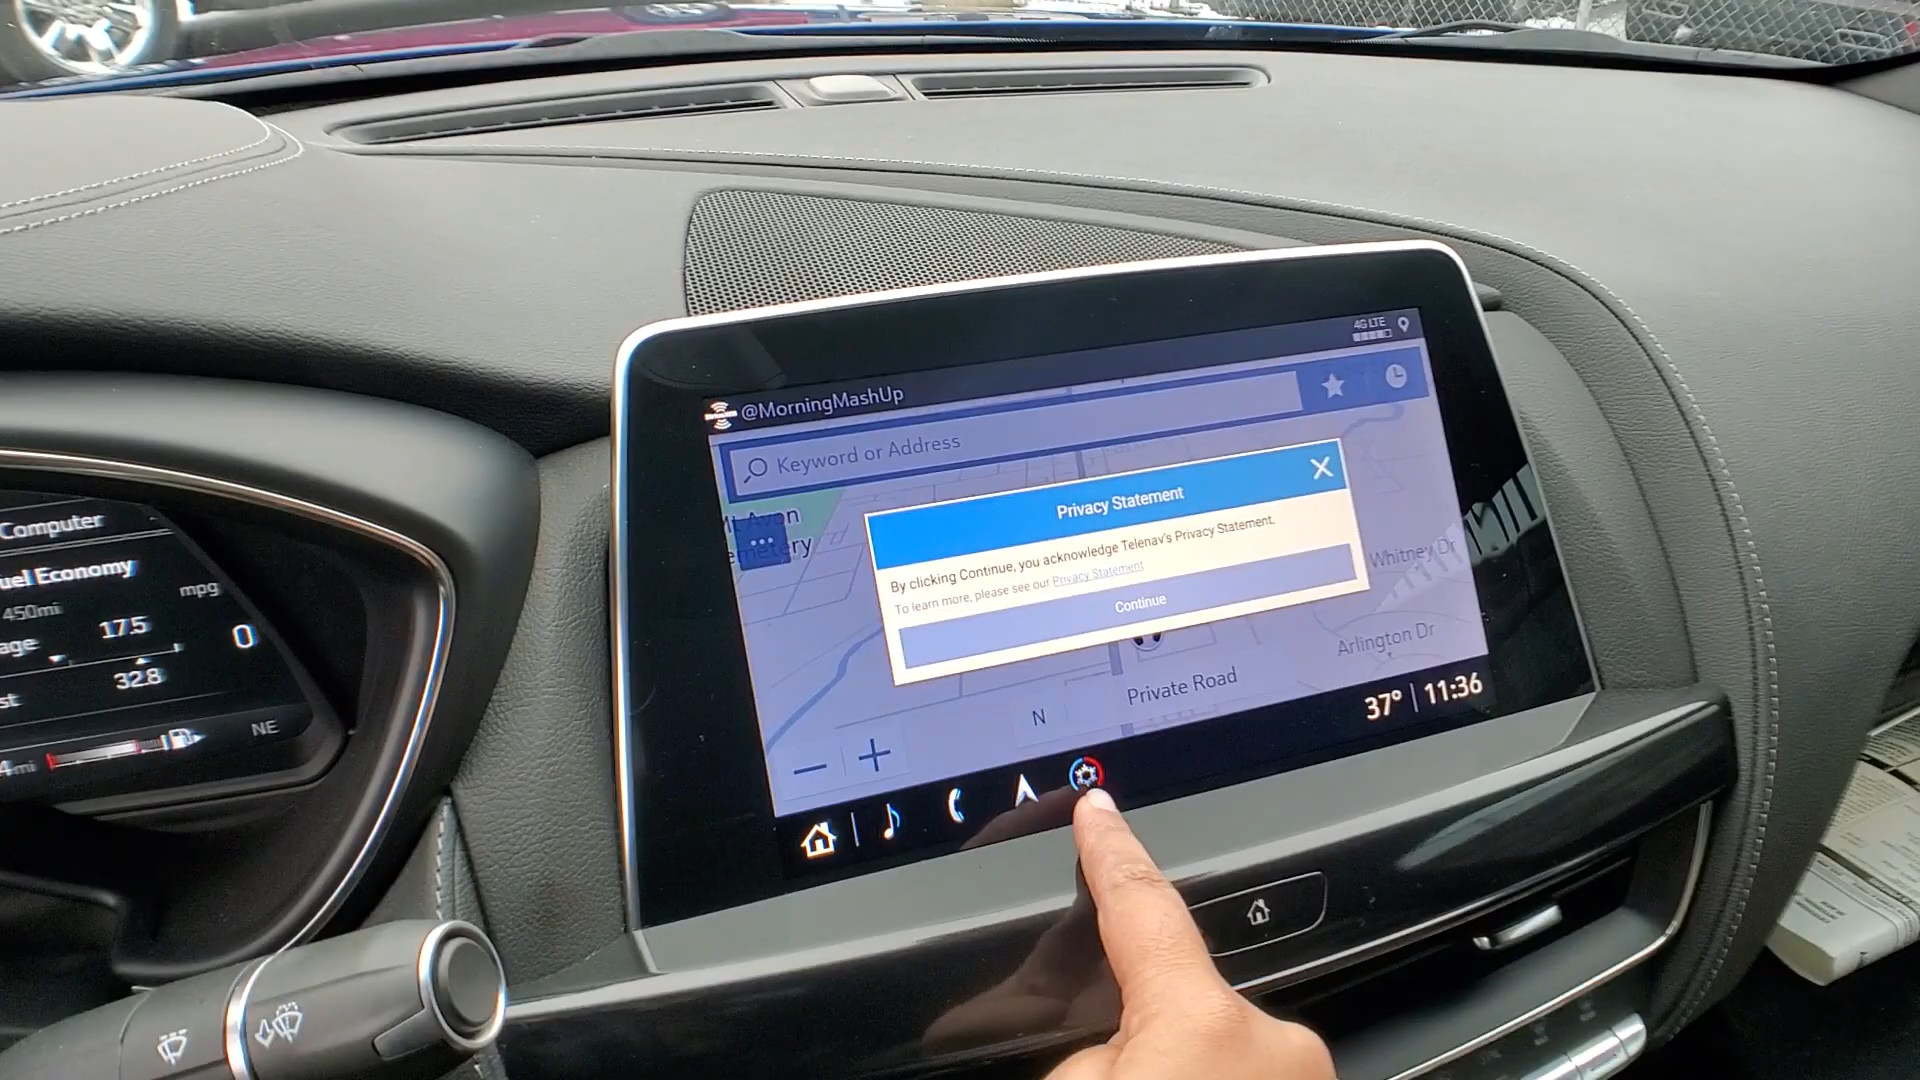 4G LTE
@MorningMashUp
Keyword or Address
Mt Avon
emetery
Privacy Statement
By clicking Continue, you acknowledge Telenav's Privacy Statement.
To learn more, please see our Privacy Statement
Continue
Whitney Dr
Arlington Dr
Private Road
N
37° | 11:36
Computer
uel Economy
450mi
mpg
age 17.5
0
st 32.8
4mi
NE